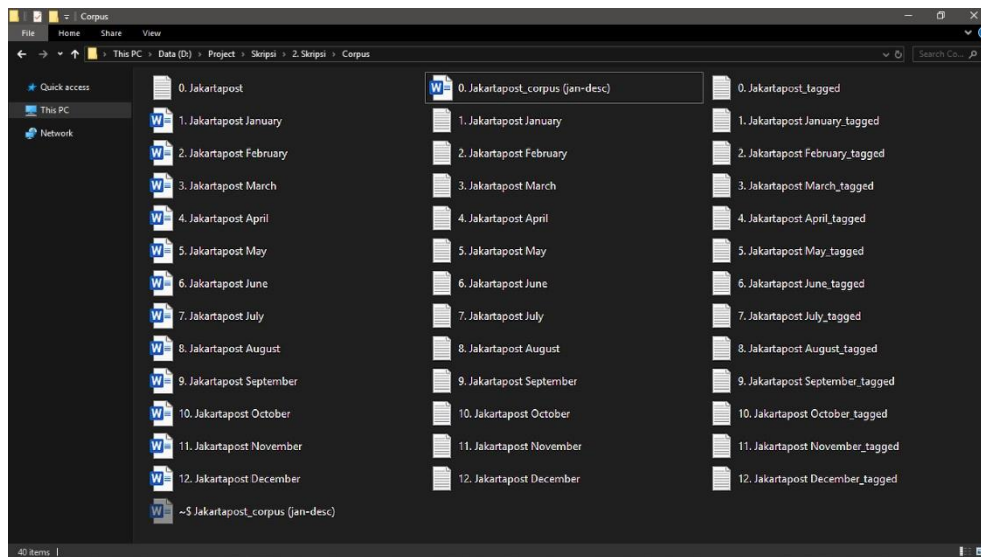 Corpus
File Home Share View
This PC > Data (D:) > Project > Skripsi > 2. Skripsi > Corpus
Search Co...
Quick access
This PC
Network
0. Jakartapost
0. Jakartapost_corpus (jan-desc)
0. Jakartapost_tagged
1. Jakartapost January
1. Jakartapost January
1. Jakartapost January_tagged
2. Jakartapost February
2. Jakartapost February
2. Jakartapost February_tagged
3. Jakartapost March
3. Jakartapost March
3. Jakartapost March_tagged
4. Jakartapost April
4. Jakartapost April
4. Jakartapost April_tagged
5. Jakartapost May
5. Jakartapost May
5. Jakartapost May_tagged
6. Jakartapost June
6. Jakartapost June
6. Jakartapost June_tagged
7. Jakartapost July
7. Jakartapost July
7. Jakartapost July_tagged
8. Jakartapost August
8. Jakartapost August
8. Jakartapost August_tagged
9. Jakartapost September
9. Jakartapost September
9. Jakartapost September_tagged
10. Jakartapost October
10. Jakartapost October
10. Jakartapost October_tagged
11. Jakartapost November
11. Jakartapost November
11. Jakartapost November_tagged
12. Jakartapost December
12. Jakartapost December
12. Jakartapost December_tagged
~$ Jakartapost_corpus (jan-desc)
40 items